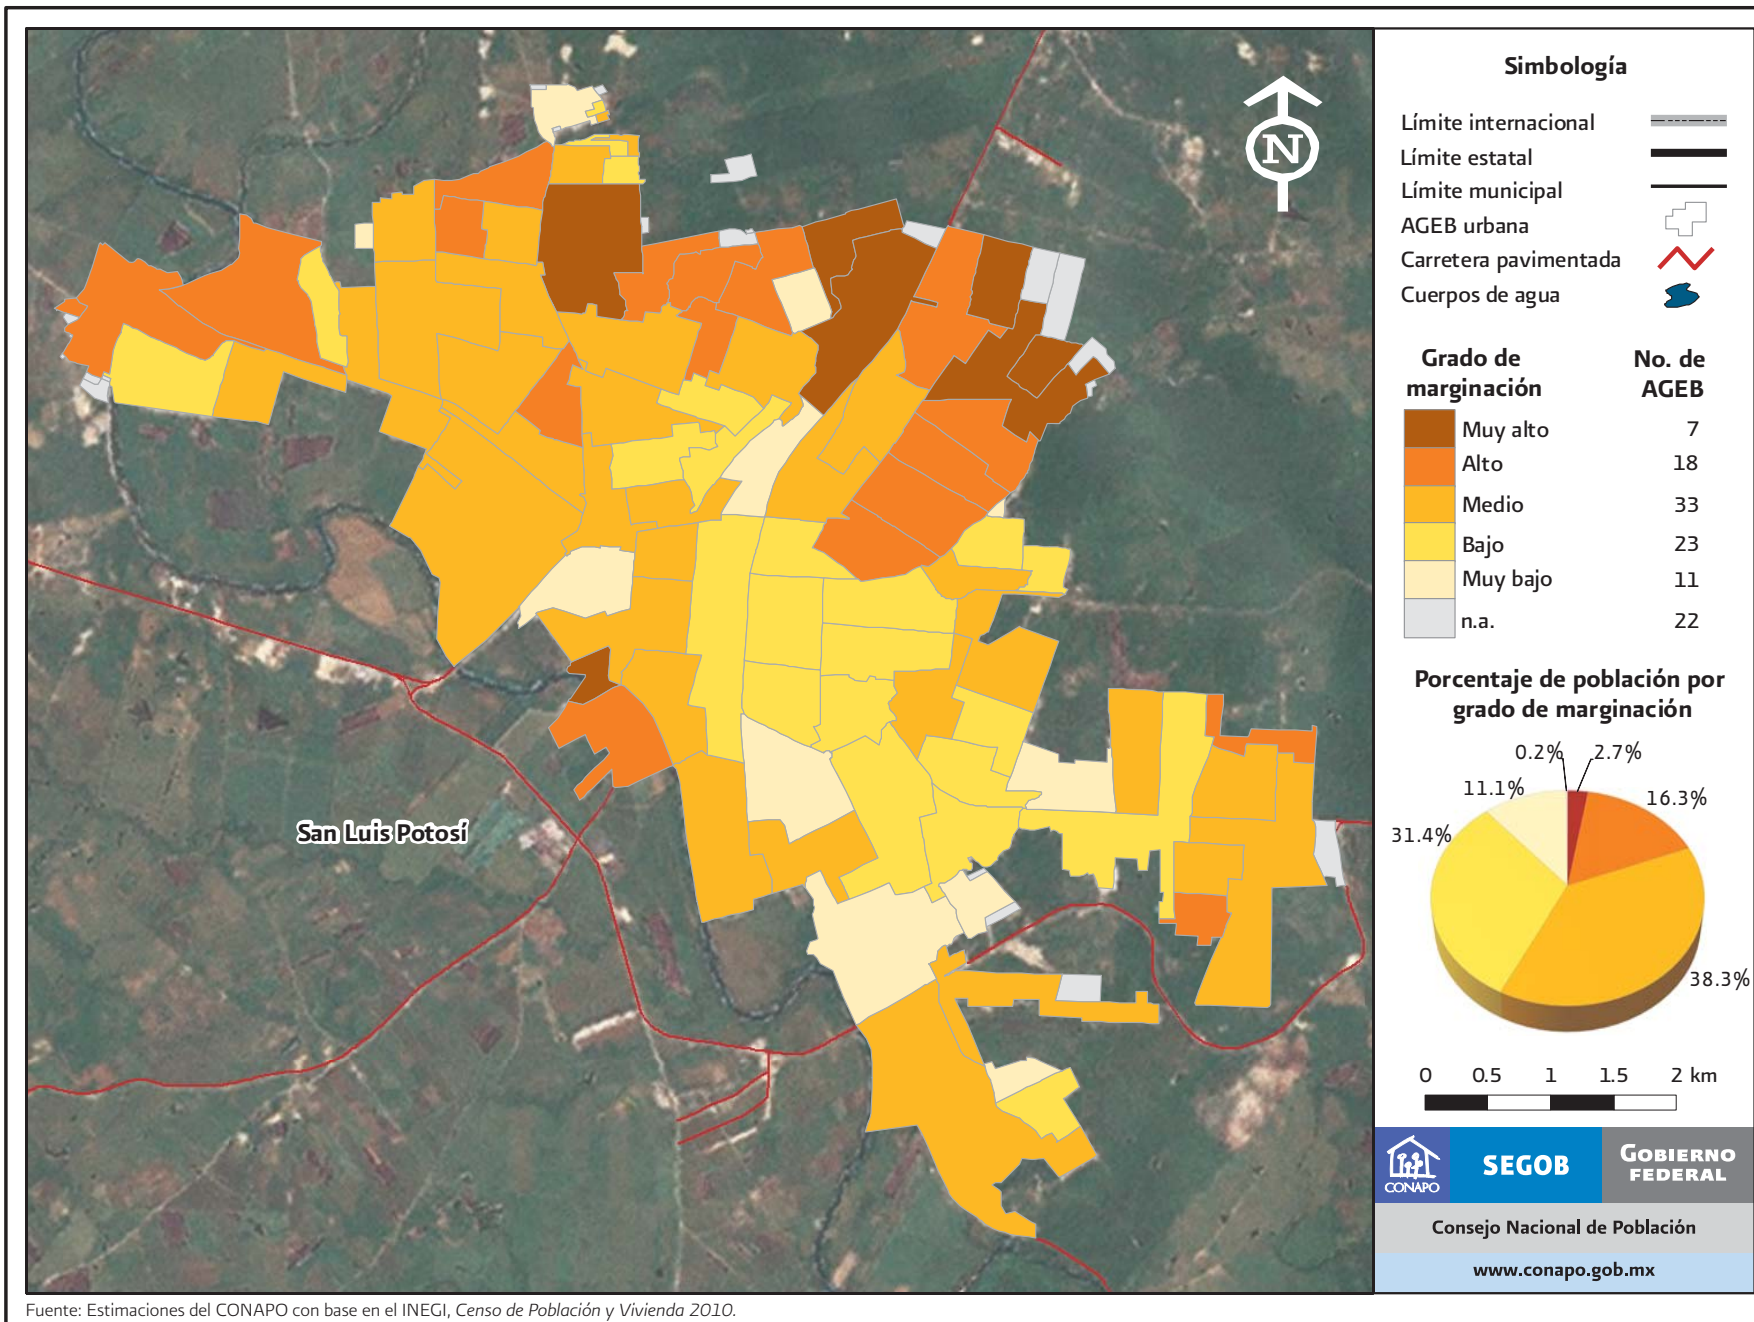 N
San Luis Potosí
Simbología
Límite internacional
Límite estatal
Límite municipal
AGEB urbana
Carretera pavimentada
Cuerpos de agua
Grado de marginación No. de AGEB
Muy alto 7
Alto 18
Medio 33
Bajo 23
Muy bajo 11
n.a. 22
Porcentaje de población por
grado de marginación
0.2% 2.7%
11.1% 16.3%
31.4%
38.3%
0 0.5 1 1.5 2 km
CONAPO
SEGOB
GOBIERNO
FEDERAL
Consejo Nacional de Población
www.conapo.gob.mx
Fuente: Estimaciones del CONAPO con base en el INEGI, Censo de Población y Vivienda 2010.